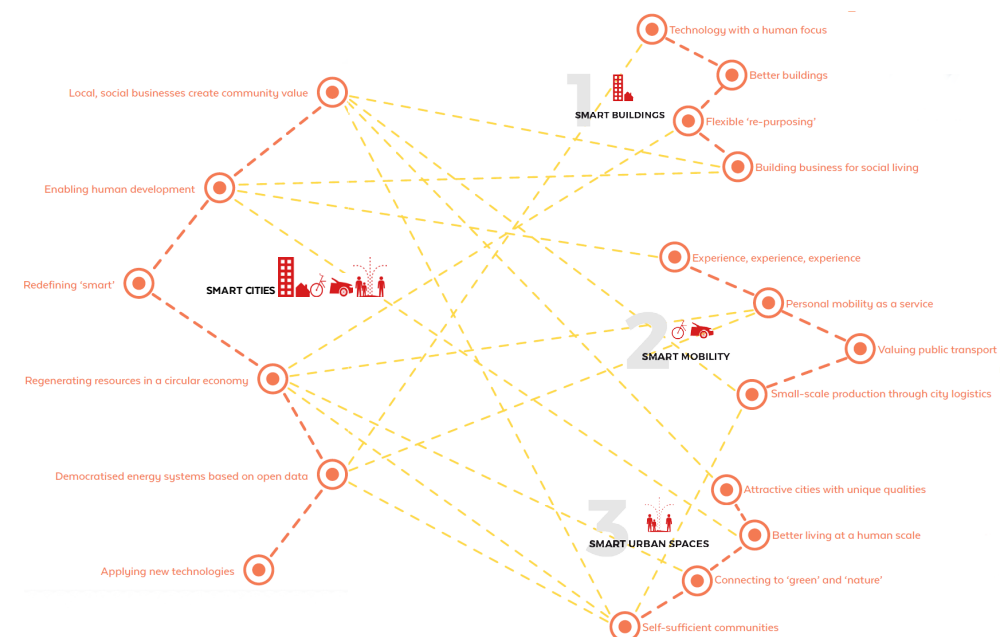 Technology with a human focus
Better buildings
Local, social businesses create community value
1
SMART BUILDINGS
Flexible ‘re-purposing’
Building business for social living
Enabling human development
Experience, experience, experience
Redefining ‘smart’
SMART CITIES
Personal mobility as a service
2
SMART MOBILITY
Valuing public transport
Regenerating resources in a circular economy
Small-scale production through city logistics
Democratised energy systems based on open data
Attractive cities with unique qualities
3
SMART URBAN SPACES
Better living at a human scale
Applying new technologies
Connecting to ‘green’ and ‘nature’
Self-sufficient communities